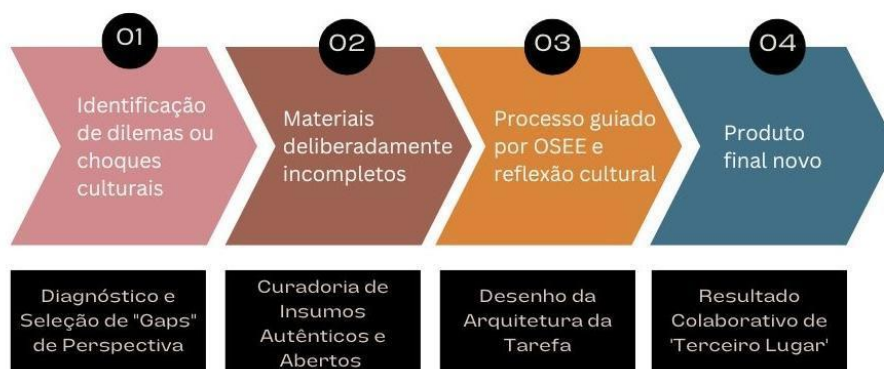 01
Identificação
de dilemas ou
choques
culturais
02
Materiais
deliberadamente
incompletos
03
Processo guiado
por OSEE e
reflexão cultural
04
Produto
final novo
Diagnóstico e
Seleção de "Gaps"
de Perspectiva
Curadoria de
Insumos
Autênticos e
Abertos
Desenho da
Arquitetura da
Tarefa
Resultado
Colaborativo de
'Terceiro Lugar'